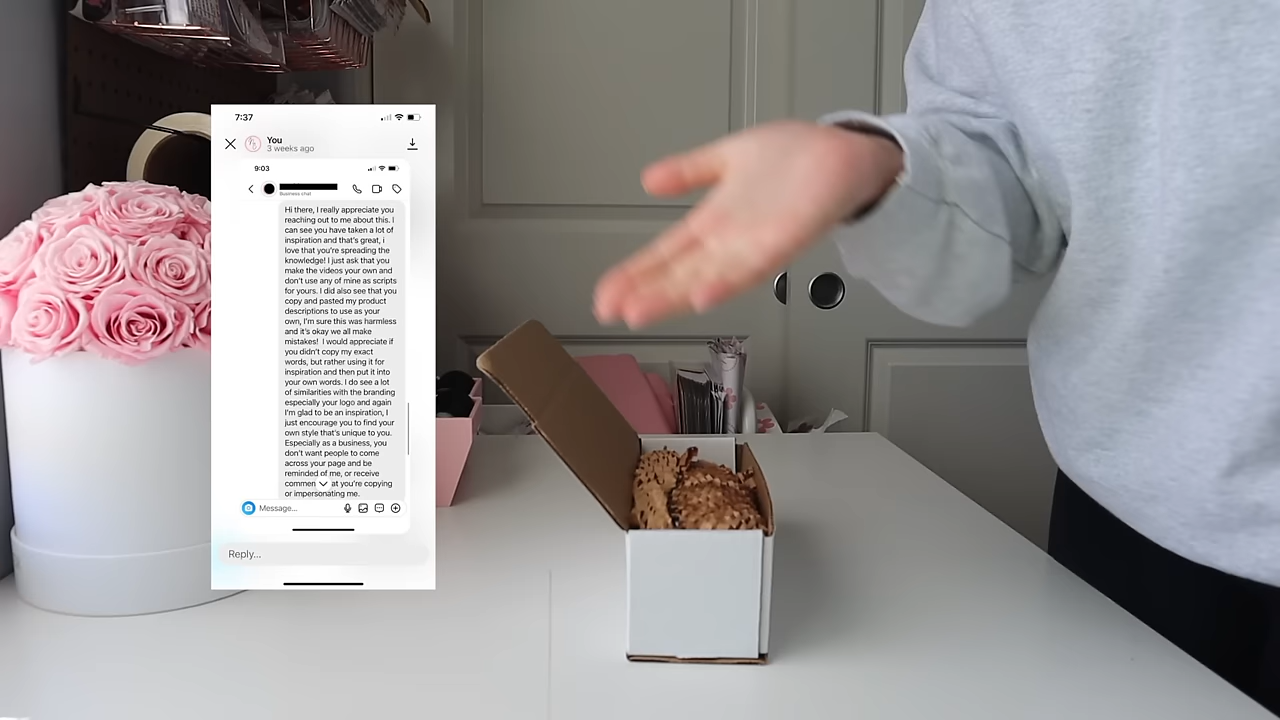 7:37
You
3 weeks ago
9:03
Business chat
Hi there, I really appreciate you
reaching out to me about this. I
can see you have taken a lot of
inspiration and that's great, i
love that you're spreading the
knowledge! I just ask that you
make the videos your own and
don't use any of mine as scripts
for yours. I did also see that you
copy and pasted my product
descriptions to use as your
own, I'm sure this was harmless
and it's okay we all make
mistakes! I would appreciate if
you didn't copy my exact
words, but rather using it for
inspiration and then put it into
your own words. I do see a lot
of similarities with the branding
especially your logo and again
I'm glad to be an inspiration, I
just encourage you to find your
own style that's unique to you.
Especially as a business, you
don't want people to come
across your page and be
reminded of me, or receive
commen at you're copying
or impersonating me.
Message...
Reply...